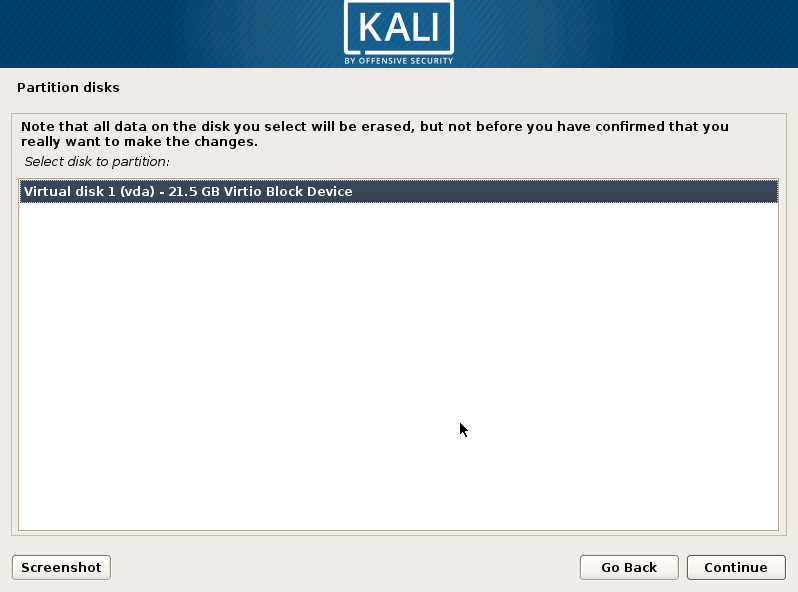 KALI
BY OFFENSIVE SECURITY
Partition disks
Note that all data on the disk you select will be erased, but not before you have confirmed that you
really want to make the changes.
Select disk to partition:
Virtual disk 1 (vda) - 21.5 GB Virtio Block Device
Screenshot
Go Back
Continue